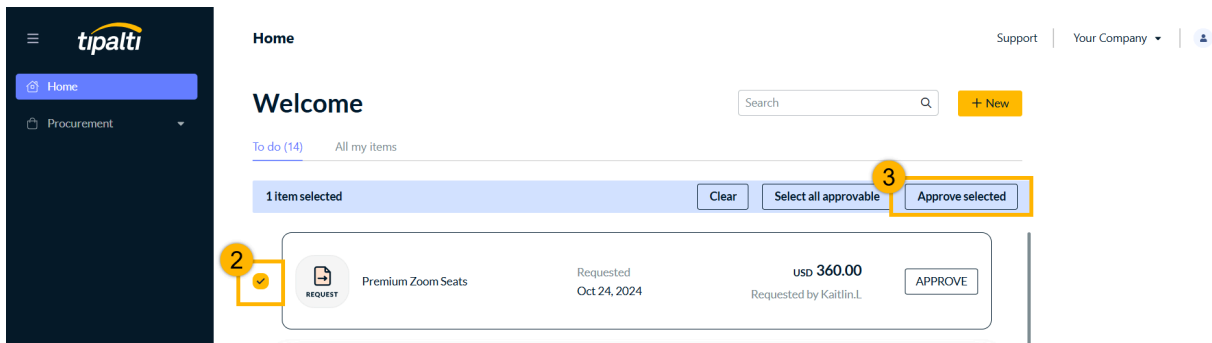 tipalti
Home
Support
Your Company
Home
Procurement
Welcome
Search
+ New
To do (14)
All my items
3
1 item selected
Clear
Select all approvable
Approve selected
2
REQUEST
Premium Zoom Seats
Requested
Oct 24, 2024
USD 360.00
Requested by Kaitlin.L
APPROVE